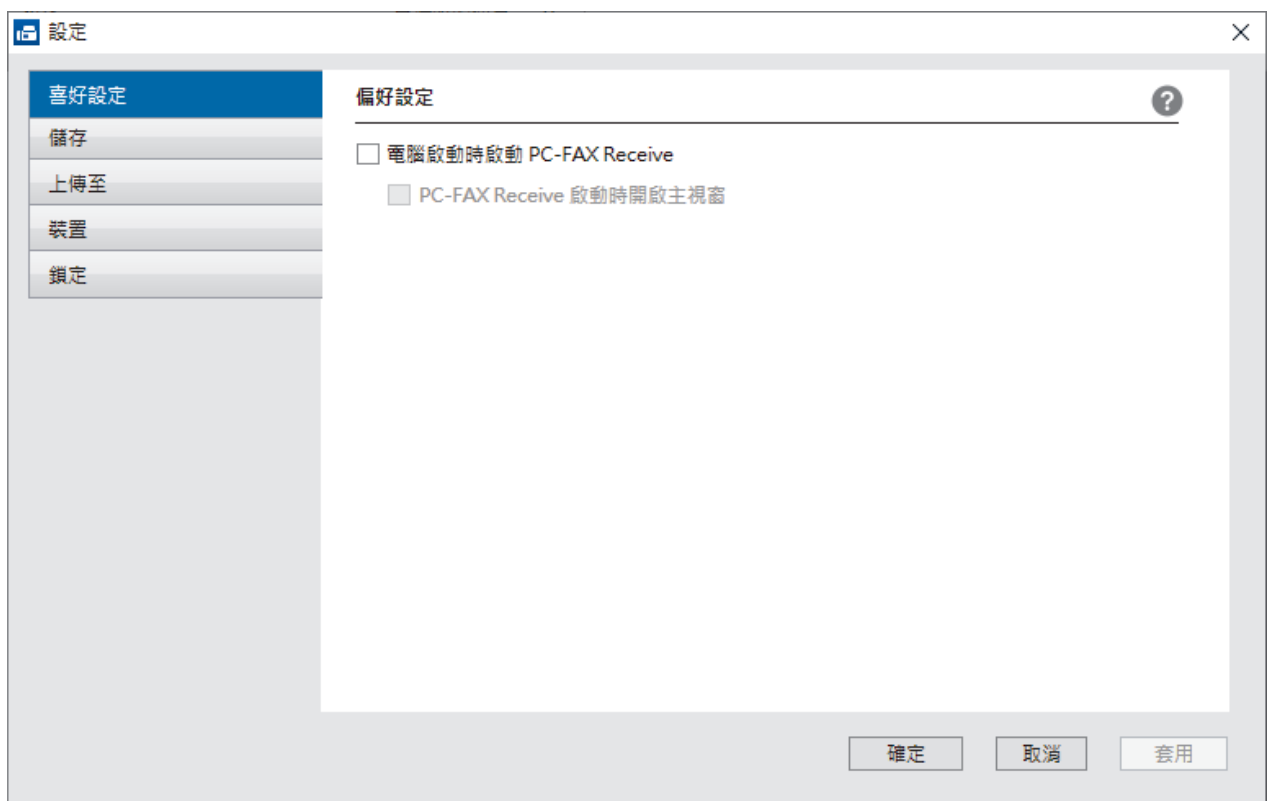 設定
喜好設定
儲存
上傳至
裝置
鎖定
偏好設定
?
電腦啟動時啟動 PC-FAX Receive
PC-FAX Receive 啟動時開啟主視窗
確定
取消
套用